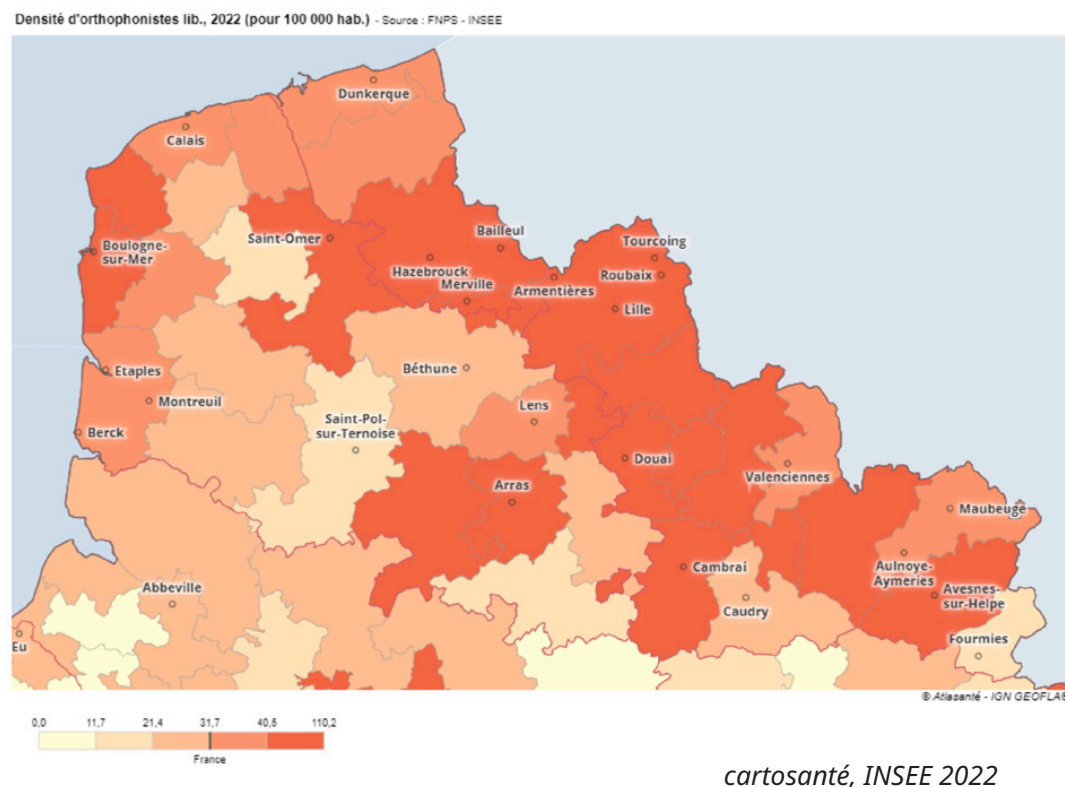 Densité d'orthophonistes lib., 2022 (pour 100 000 hab.) - Source : FNPS - INSEE
Dunkerque
Calais
Boulogne-
sur-Mer
Saint-Omer
Bailleul
Hazebrouck
Merville
Armentières
Tourcoing
Roubaix
Lille
Etaples
Montreuil
Berck
Béthune
Lens
Saint-Pol-
sur-Ternoise
Douai
Valenciennes
Arras
Maubeuge
Cambrai
Aulnoye-
Aymeries
Avesnes-
sur-Helpe
Abbeville
Caudry
Eu
Fourmies
© Atlasanté - IGN GEOFLA®
0,0 11,7 21,4 31,7 40,5 110,2
France
cartosanté, INSEE 2022